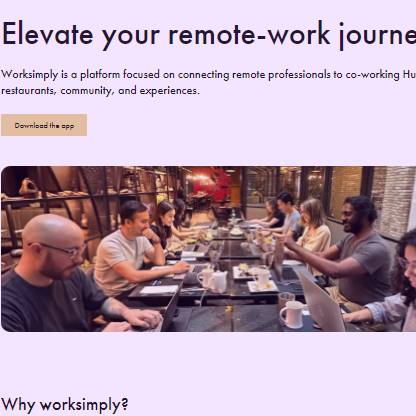 Elevate your remote-work journe
Worksimply is a platform focused on connecting remote professionals to co-working Hu
restaurants, community, and experiences.
Download the app
Why worksimply?